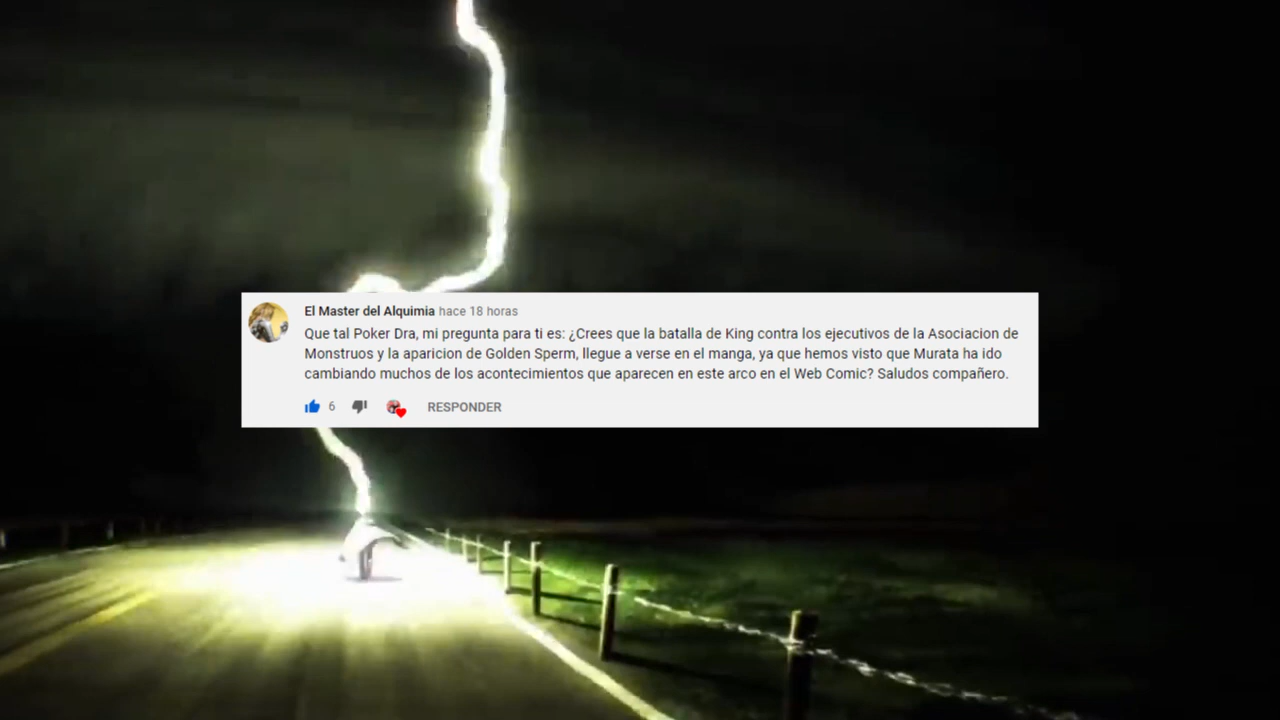 El Master del Alquimia hace 18 horas
Que tal Poker Dra, mi pregunta para ti es: ¿Crees que la batalla de King contra los ejecutivos de la Asociacion de
Monstruos y la aparicion de Golden Sperm, llegue a verse en el manga, ya que hemos visto que Murata ha ido
cambiando muchos de los acontecimientos que aparecen en este arco en el Web Comic? Saludos compañero.
6 RESPONDER